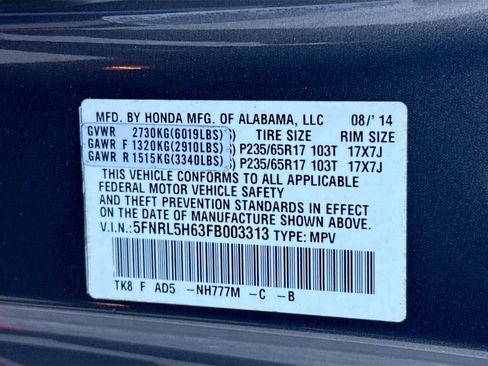 MFD. BY HONDA MFG. OF ALABAMA, LLC 08/'14
GVWR 2730KG(6019LBS) TIRE SIZE RIM SIZE
GAWR F 1320KG(2910LBS) P235/65R17 103T 17X7J
GAWR R 1515KG(3340LBS) P235/65R17 103T 17X7J
THIS VEHICLE CONFORMS TO ALL APPLICABLE
FEDERAL MOTOR VEHICLE SAFETY
AND THEFT PREVENTION STANDARDS IN EFFECT
ON DATE OF MANUFACTURE SHOWN ABOVE.
V.I.N.: 5FNRL5H63FB003313 TYPE: MPV
TK8 F AD5 -NH777M -C -B